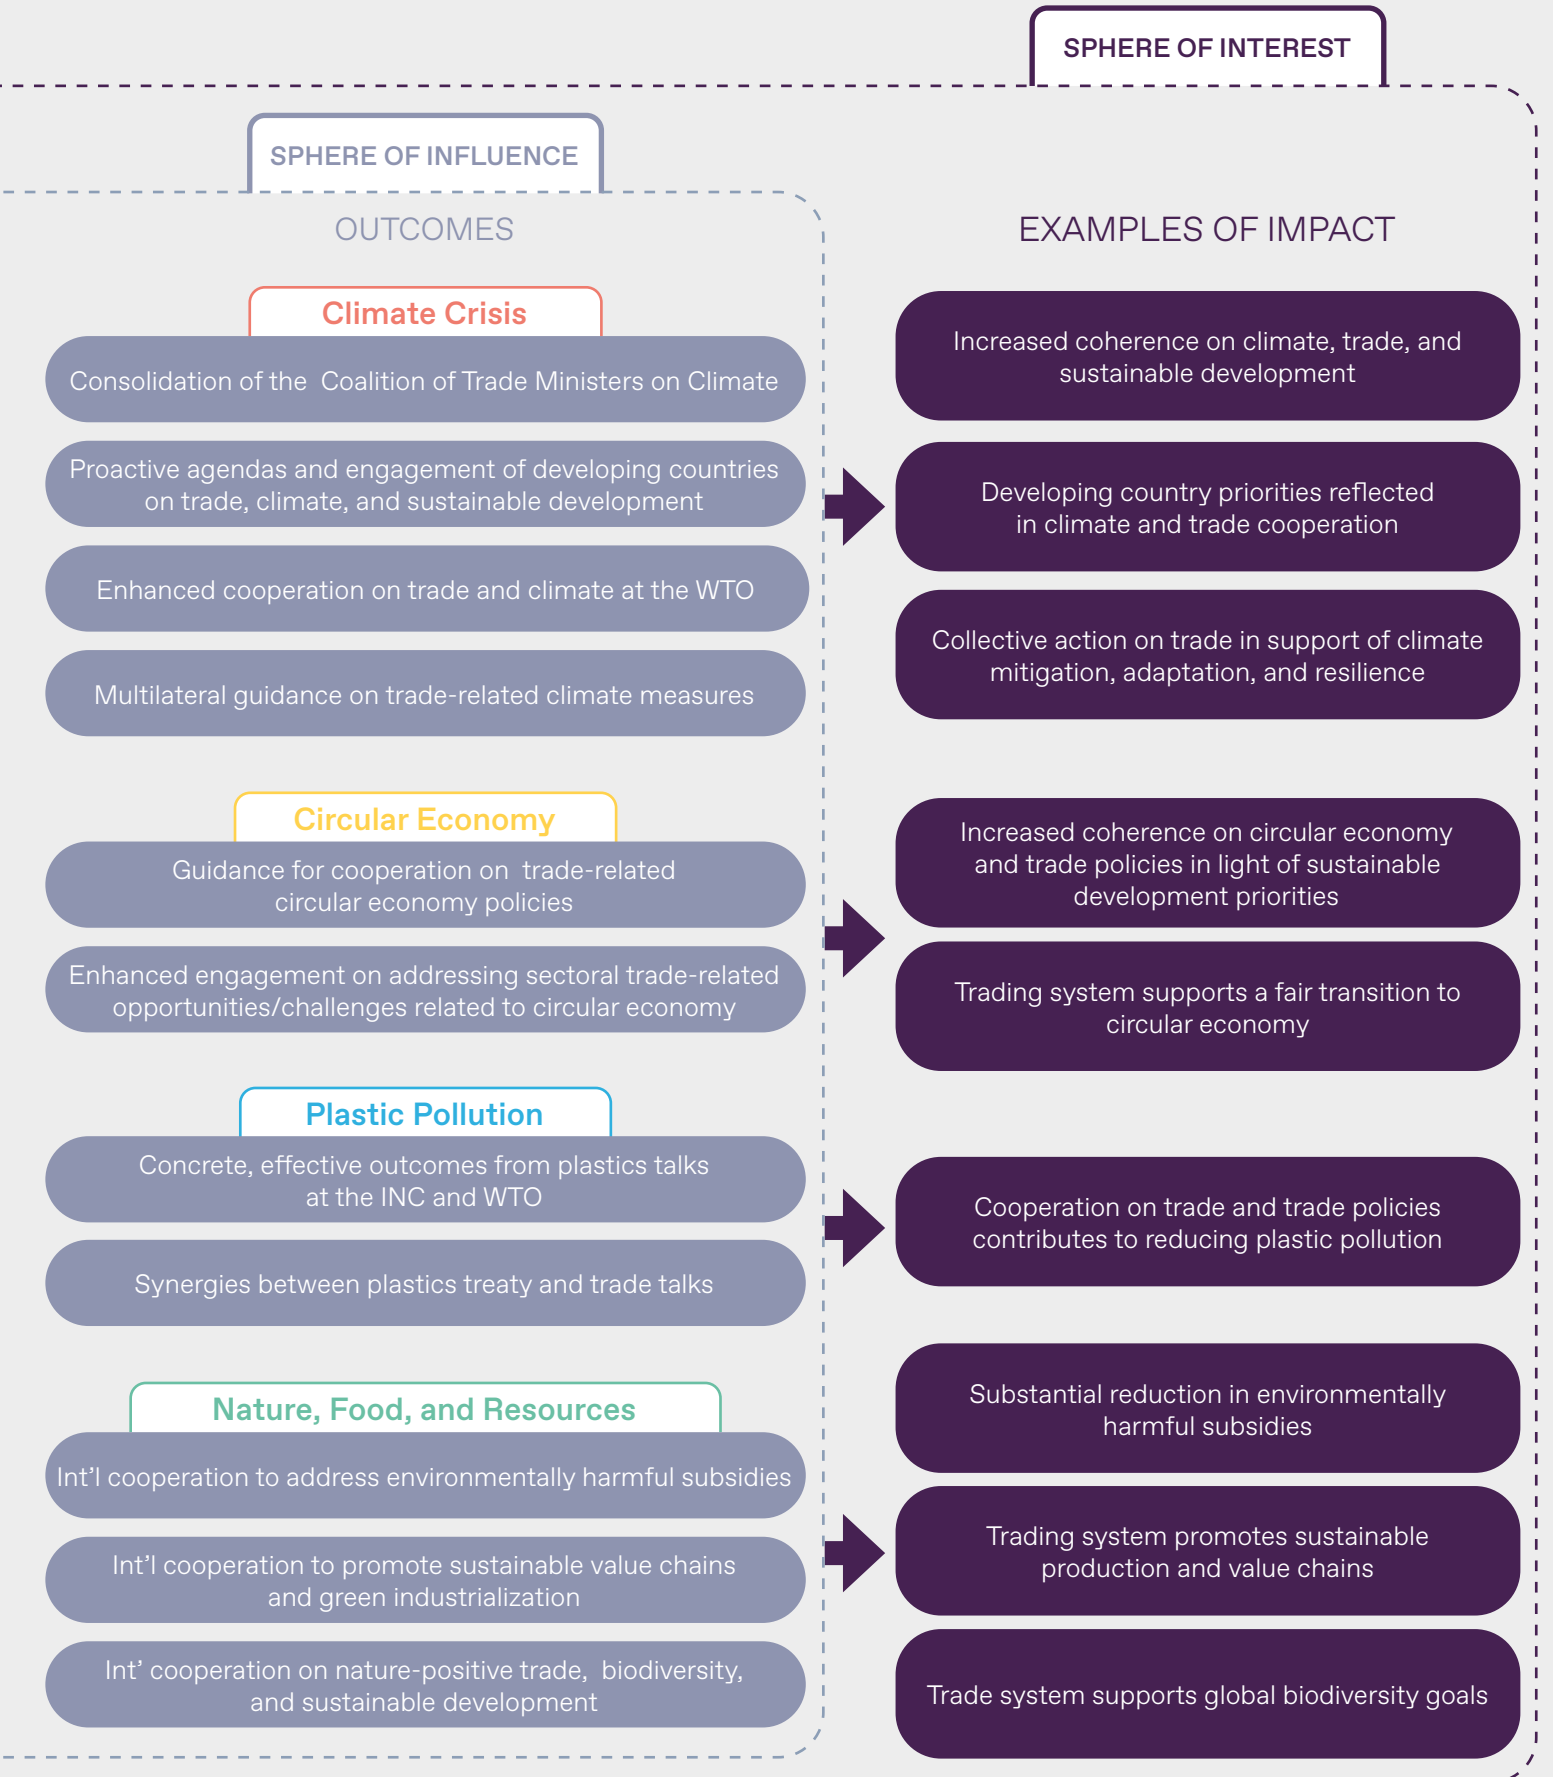 SPHERE OF INTEREST
SPHERE OF INFLUENCE
OUTCOMES
Climate Crisis
Consolidation of the Coalition of Trade Ministers on Climate
Proactive agendas and engagement of developing countries
on trade, climate, and sustainable development
Enhanced cooperation on trade and climate at the WTO
Multilateral guidance on trade-related climate measures
Circular Economy
Guidance for cooperation on trade-related
circular economy policies
Enhanced engagement on addressing sectoral trade-related
opportunities/challenges related to circular economy
Plastic Pollution
Concrete, effective outcomes from plastics talks
at the INC and WTO
Synergies between plastics treaty and trade talks
Nature, Food, and Resources
Int'l cooperation to address environmentally harmful subsidies
Int'l cooperation to promote sustainable value chains
and green industrialization
Int' cooperation on nature-positive trade, biodiversity,
and sustainable development
EXAMPLES OF IMPACT
Increased coherence on climate, trade, and
sustainable development
Developing country priorities reflected
in climate and trade cooperation
Collective action on trade in support of climate
mitigation, adaptation, and resilience
Increased coherence on circular economy
and trade policies in light of sustainable
development priorities
Trading system supports a fair transition to
circular economy
Cooperation on trade and trade policies
contributes to reducing plastic pollution
Substantial reduction in environmentally
harmful subsidies
Trading system promotes sustainable
production and value chains
Trade system supports global biodiversity goals